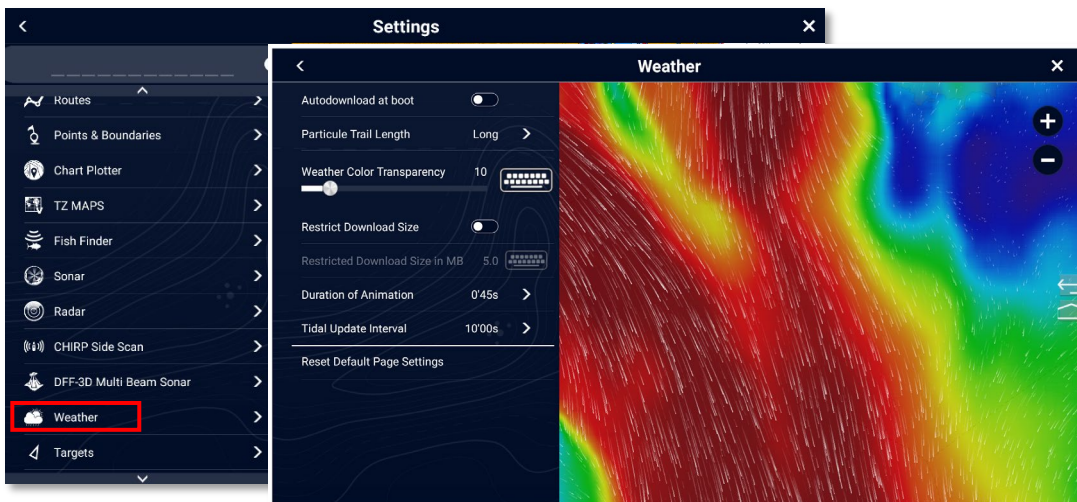 Settings
Routes
Points & Boundaries
Chart Plotter
TZ MAPS
Fish Finder
Sonar
Radar
CHIRP Side Scan
DFF-3D Multi Beam Sonar
Weather
Targets
Weather
Autodownload at boot
Particule Trail Length Long
Weather Color Transparency 10
Restrict Download Size
Restricted Download Size in MB 5.0
Duration of Animation 0'45s
Tidal Update Interval 10'00s
Reset Default Page Settings